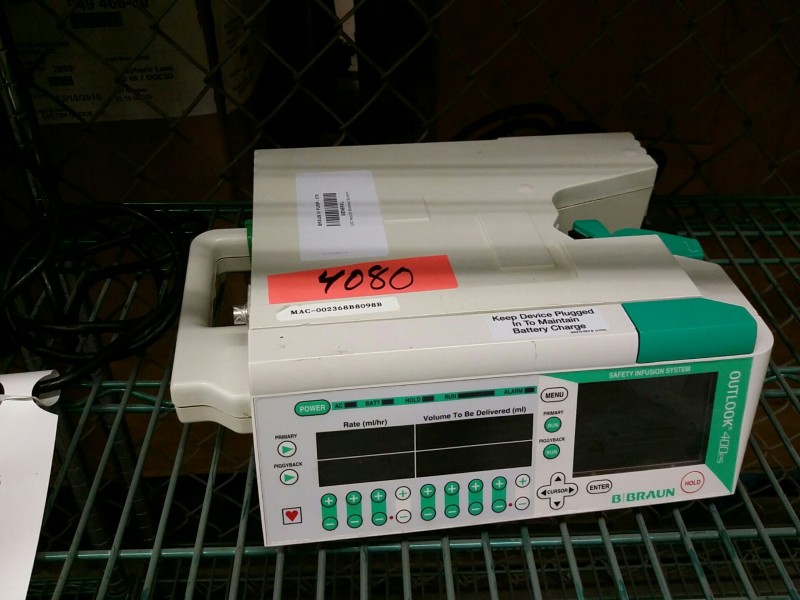 949 466-
4080
MAC-002368B8098B
Keep Device Plugged
In To Maintain
Battery Charge
SAFETY INFUSION SYSTEM
OUTLOOK® 400ES
POWER
AC
BATT
HOLD
RUN
ALARM
MENU
Rate (ml/hr)
Volume To Be Delivered (ml)
PRIMARY
PIGGYBACK
PRIMARY
RUN
PIGGYBACK
RUN
CURSOR
ENTER
HOLD
B|BRAUN